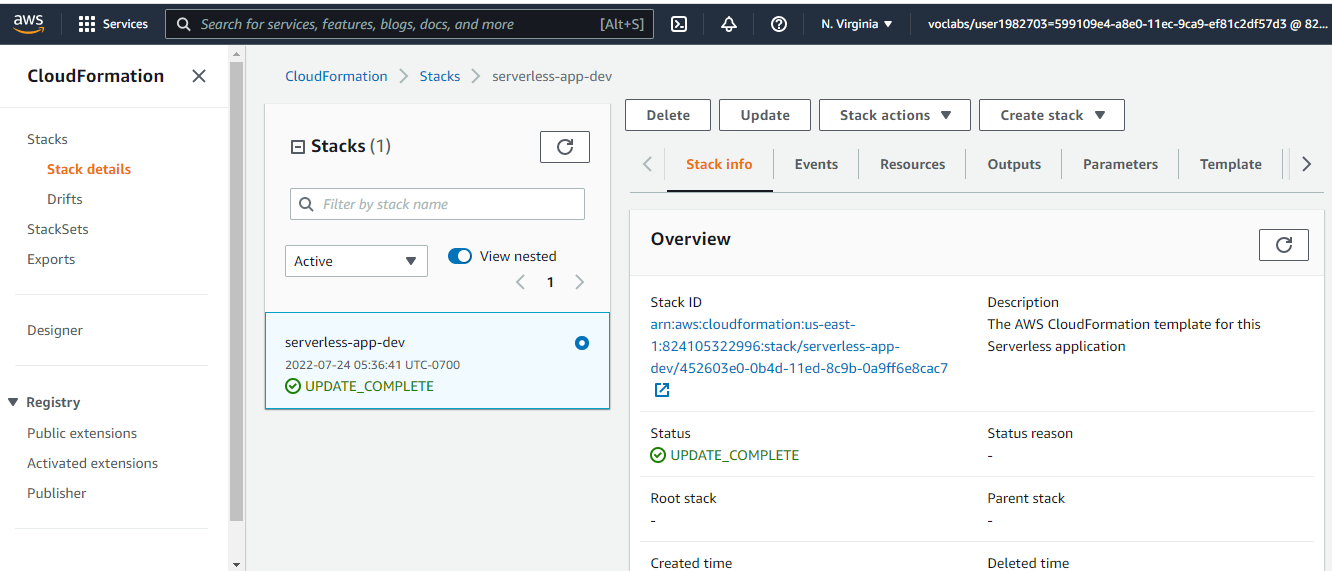 aws
Services
Search for services, features, blogs, docs, and more
[Alt+S]
N. Virginia
voclabs/user1982703=599109e4-a8e0-11ec-9ca9-ef81c2df57d3 @ 82...
CloudFormation
Stacks
Stack details
Drifts
StackSets
Exports
Designer
Registry
Public extensions
Activated extensions
Publisher
CloudFormation
Stacks
serverless-app-dev
Stacks (1)
Filter by stack name
Active
View nested
1
serverless-app-dev
2022-07-24 05:36:41 UTC-0700
UPDATE_COMPLETE
Delete
Update
Stack actions
Create stack
Stack info
Events
Resources
Outputs
Parameters
Template
Overview
Stack ID
arn:aws:cloudformation:us-east-
1:824105322996:stack/serverless-app-
dev/452603e0-0b4d-11ed-8c9b-0a9ff6e8cac7
Description
The AWS CloudFormation template for this
Serverless application
Status
UPDATE_COMPLETE
Status reason
-
Root stack
-
Parent stack
-
Created time
Deleted time